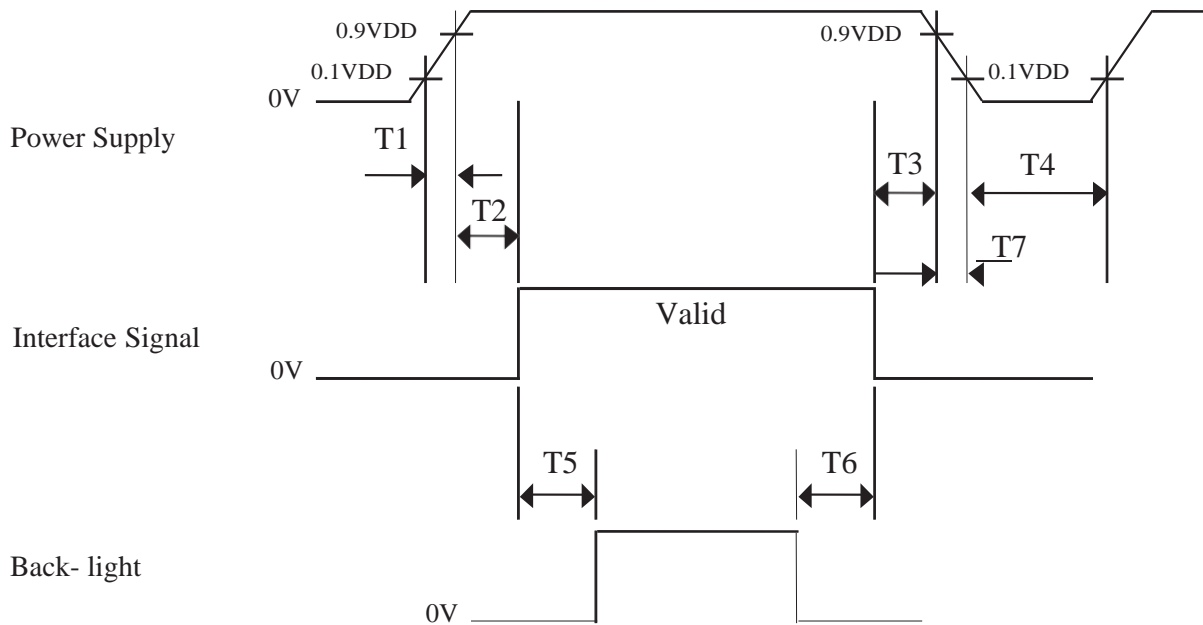 0.9VDD 0.9VDD
0.1VDD 0.1VDD
0V
Power Supply
T1 T3 T4
T2
T7
Valid
Interface Signal
0V
T5 T6
Back- light
0V